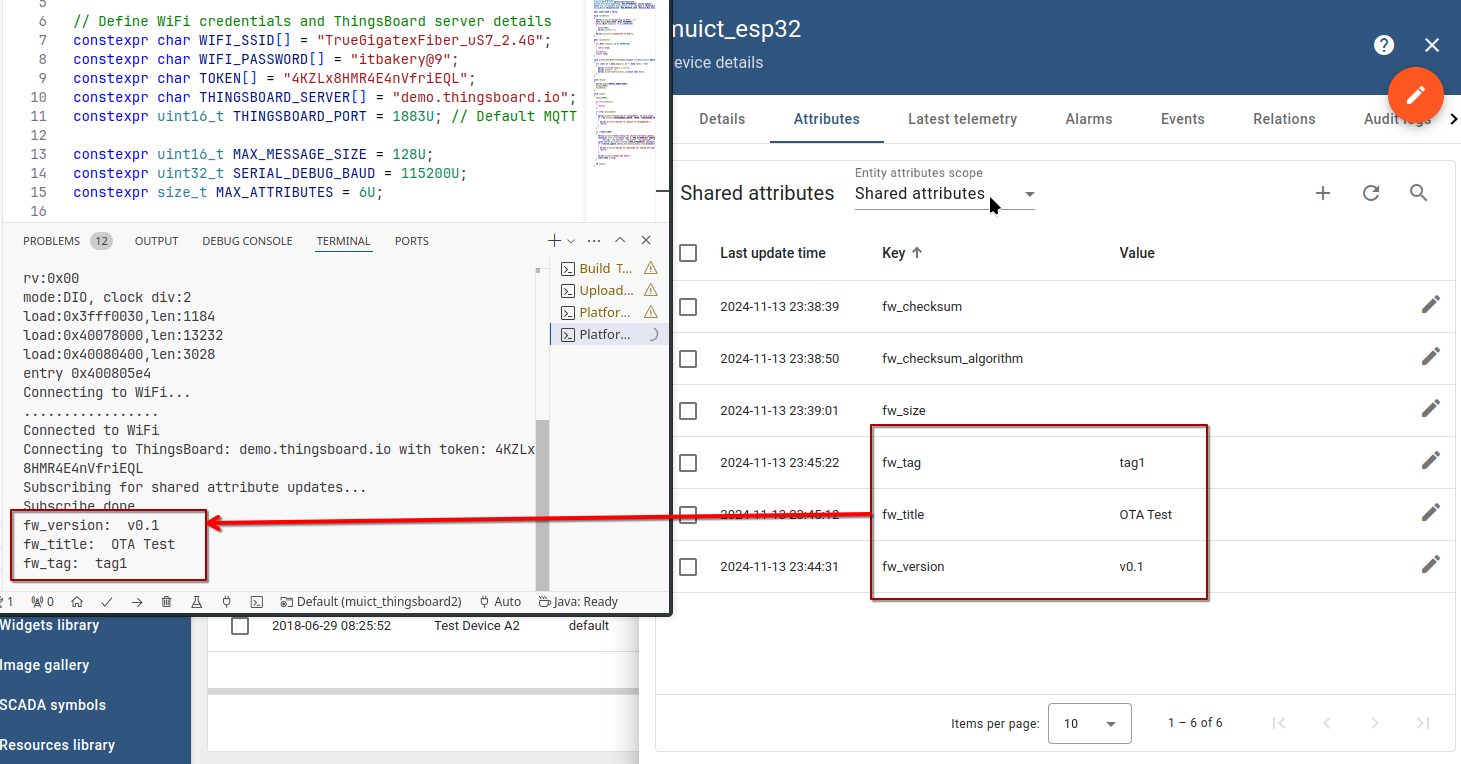 5
6 // Define WiFi credentials and ThingsBoard server details
7 constexpr char WIFI_SSID[] = "TrueGigatexFiber_uS7_2.4G";
8 constexpr char WIFI_PASSWORD[] = "itbakery@9";
9 constexpr char TOKEN[] = "4KZLx8HMR4E4nVfriEQL";
10 constexpr char THINGSBOARD_SERVER[] = "demo.thingsboard.io";
11 constexpr uint16_t THINGSBOARD_PORT = 1883U; // Default MQTT
12
13 constexpr uint16_t MAX_MESSAGE_SIZE = 128U;
14 constexpr uint32_t SERIAL_DEBUG_BAUD = 115200U;
15 constexpr size_t MAX_ATTRIBUTES = 6U;
16
PROBLEMS 12 OUTPUT DEBUG CONSOLE TERMINAL PORTS
rv:0x00
mode:DIO, clock div:2
load:0x3fff0030,len:1184
load:0x40078000,len:13232
load:0x40080400,len:3028
entry 0x400805e4
Connecting to WiFi...
.................
Connected to WiFi
Connecting to ThingsBoard: demo.thingsboard.io with token: 4KZLx
8HMR4E4nVfriEQL
Subscribing for shared attribute updates...
Subscribe done
fw_version: v0.1
fw_title: OTA Test
fw_tag: tag1
Build T...
Upload...
Platfor...
Platfor...
1 0 Default (muict_thingsboard2) Auto Java: Ready
Widgets library
Image gallery
SCADA symbols
Resources library
2018-06-29 08:25:52 Test Device A2 default
muict_esp32
evice details
Details Attributes Latest telemetry Alarms Events Relations Audit logs
Shared attributes
Entity attributes scope
Shared attributes
Last update time Key Value
2024-11-13 23:38:39 fw_checksum
2024-11-13 23:38:50 fw_checksum_algorithm
2024-11-13 23:39:01 fw_size
2024-11-13 23:45:22 fw_tag tag1
2024-11-13 23:45:12 fw_title OTA Test
2024-11-13 23:44:31 fw_version v0.1
Items per page: 10 1 – 6 of 6